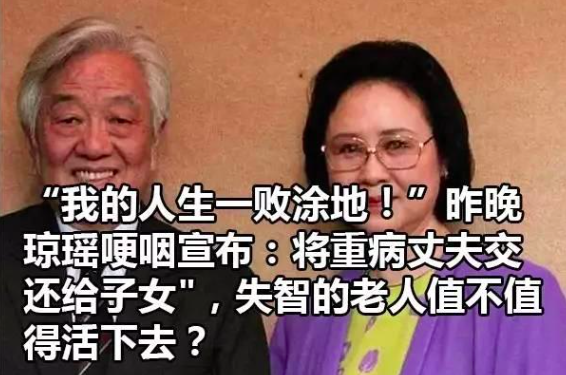 “我的人生一败涂地！”昨晚
琼瑶哽咽宣布：将重病丈夫交
还给子女"，失智的老人值不值
得活下去？